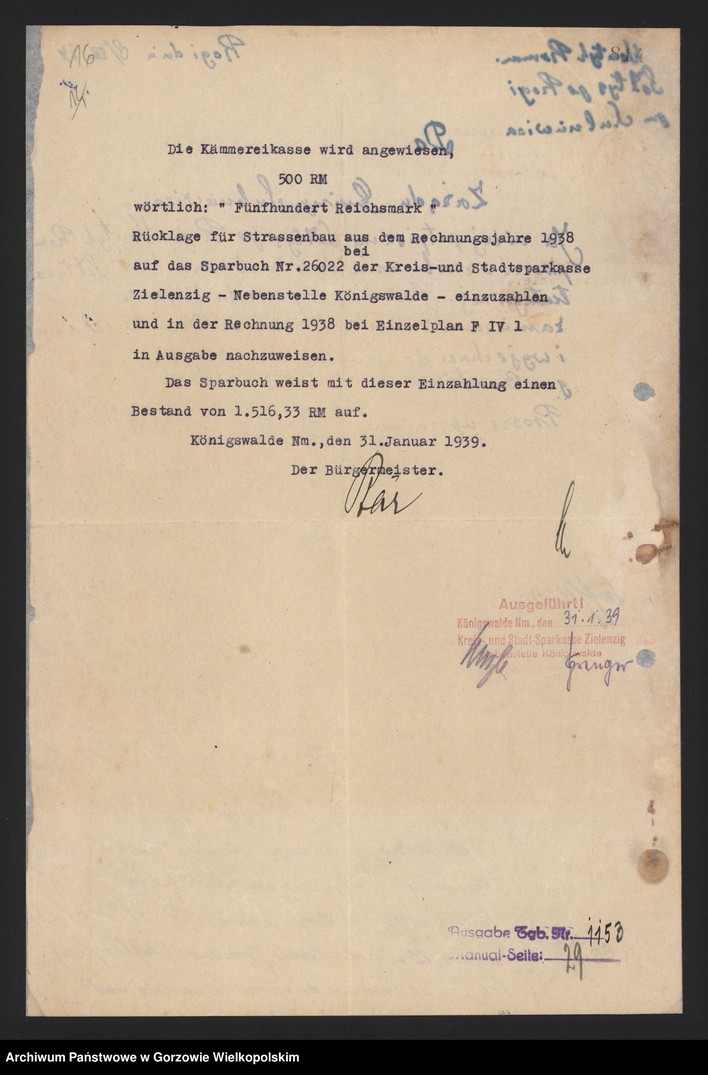 16
Die Kämmereikasse wird angewiesen,
500 RM
wörtlich: " Fünfhundert Reichsmark "
Rücklage für Strassenbau aus dem Rechnungsjahre 1938
bei
auf das Sparbuch Nr.26022 der Kreis-und Stadtsparkasse
Zielenzig - Nebenstelle Königswalde - einzuzahlen
und in der Rechnung 1938 bei Einzelplan F IV 1
in Ausgabe nachzuweisen.
Das Sparbuch weist mit dieser Einzahlung einen
Bestand von 1.516,33 RM auf.
Königswalde Nm.,den 31.Januar 1939.
Der Bürgermeister.
Ausgeführt!
Königswalde Nm., den 31.1.39
Kreis- und Stadt-Sparkasse Zielenzig
Nebenstelle Königswalde
Ausgabe Tgb. Nr. 1153
Manual-Seite: 29
Archiwum Państwowe w Gorzowie Wielkopolskim